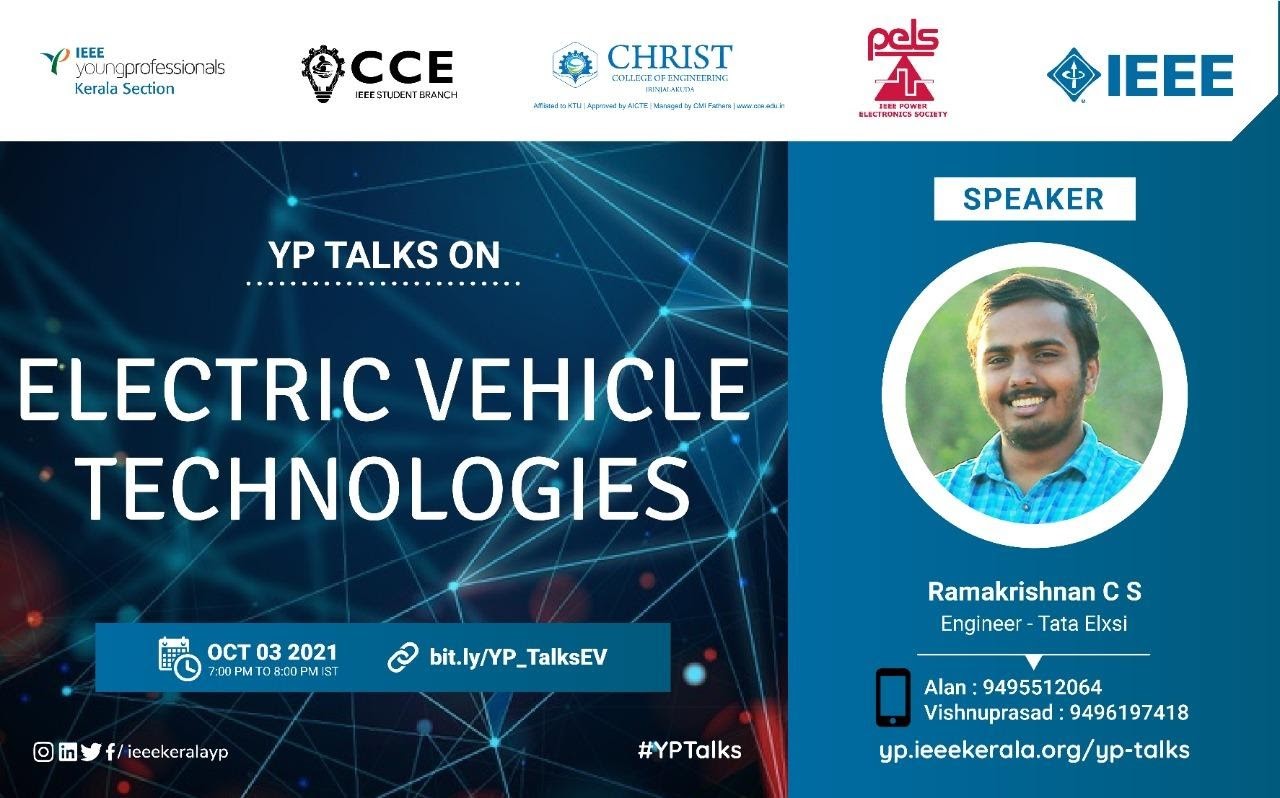 IEEE
youngprofessionals
Kerala Section
CCE
IEEE STUDENT BRANCH
CHRIST
COLLEGE OF ENGINEERING
IRINJALAKUDA
Affiliated to KTU | Approved by AICTE | Managed by CMI Fathers | www.cce.edu.in
pels
IEEE POWER
ELECTRONICS SOCIETY
IEEE
YP TALKS ON
ELECTRIC VEHICLE
TECHNOLOGIES
OCT 03 2021
7:00 PM TO 8:00 PM IST
bit.ly/YP_TalksEV
/ieeekeralayp
#YPTalks
SPEAKER
Ramakrishnan C S
Engineer - Tata Elxsi
Alan : 9495512064
Vishnuprasad : 9496197418
yp.ieeekerala.org/yp-talks